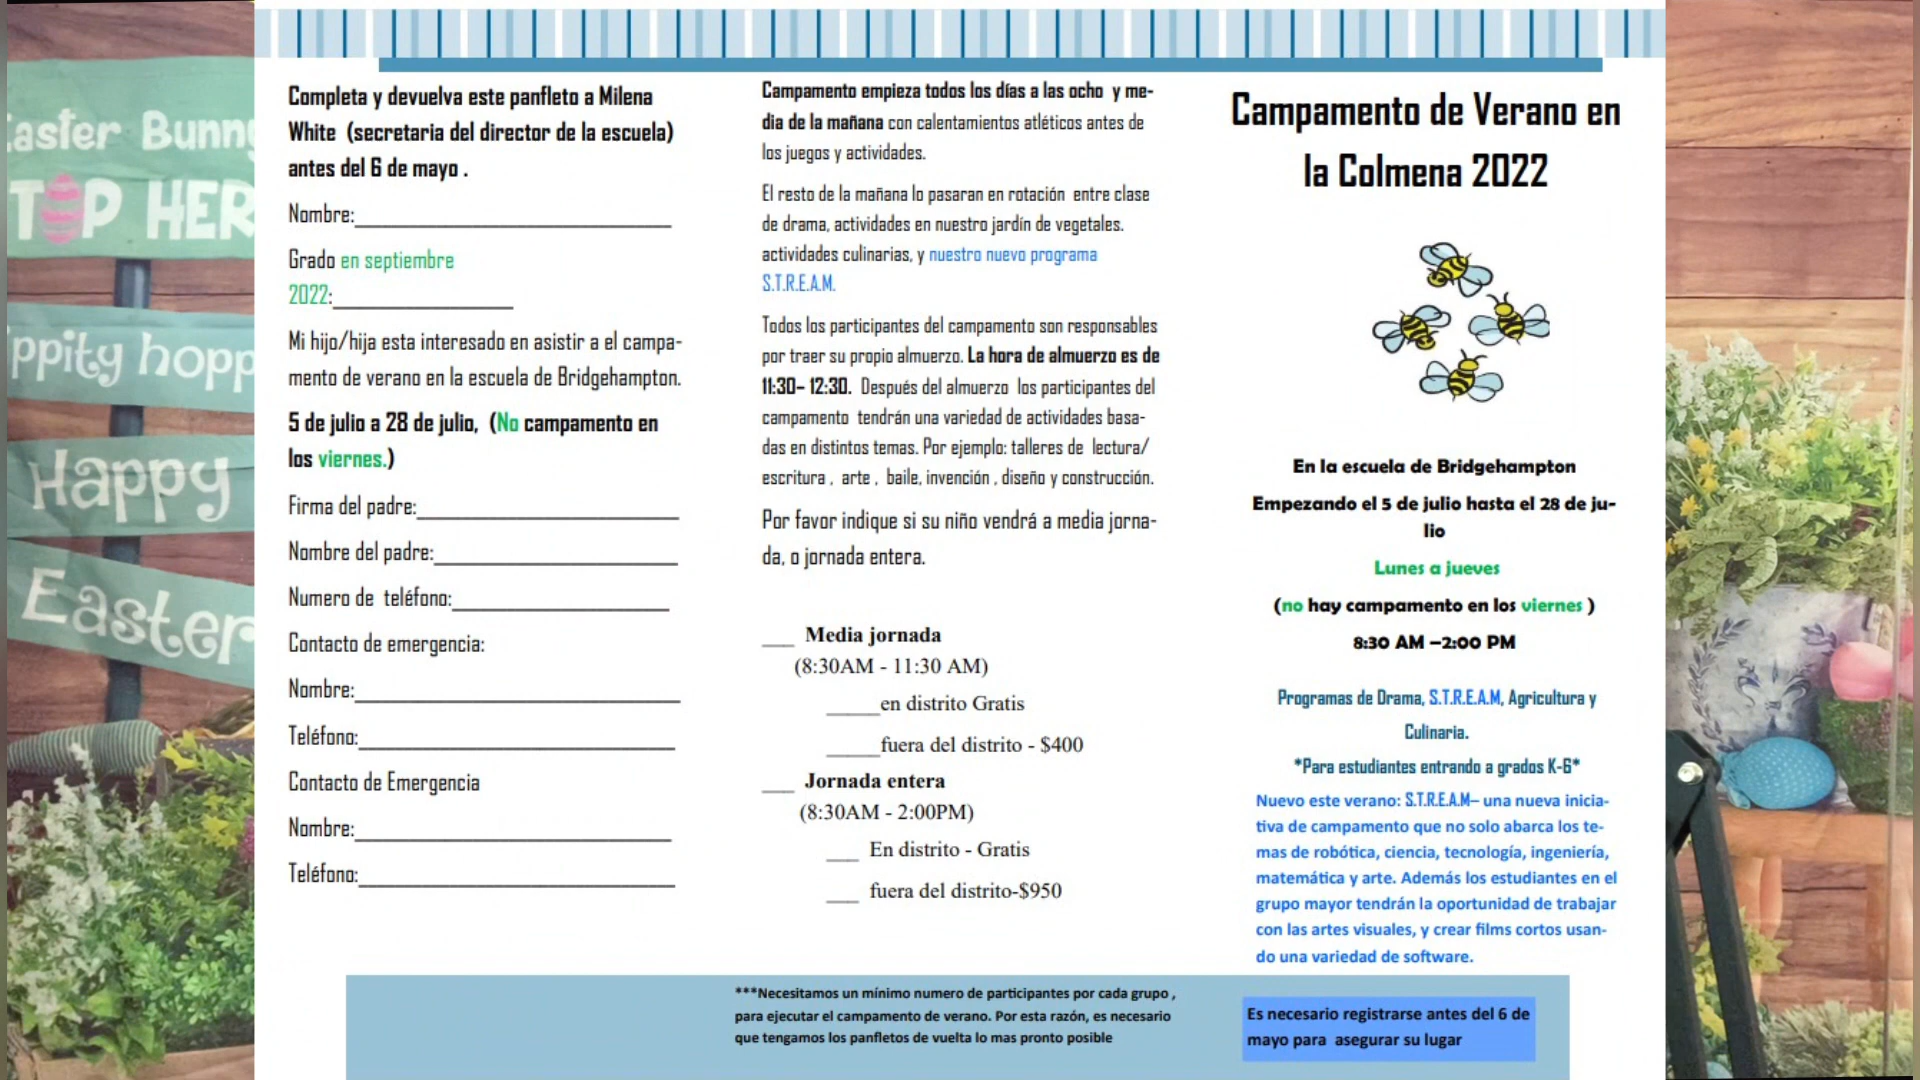 Easter Bunny
STOP HERE
ppity hopp
Happy
Easter
Completa y devuelva este panfleto a Milena
White (secretaria del director de la escuela)
antes del 6 de mayo .
Nombre:
Grado en septiembre
2022:
Mi hijo/hija esta interesado en asistir a el campa-
mento de verano en la escuela de Bridgehampton.
5 de julio a 28 de julio, (No campamento en
los viernes.)
Firma del padre:
Nombre del padre:
Numero de teléfono:
Contacto de emergencia:
Nombre:
Teléfono:
Contacto de Emergencia
Nombre:
Teléfono:
Campamento empieza todos los días a las ocho y me-
dia de la mañana con calentamientos atléticos antes de
los juegos y actividades.
El resto de la mañana lo pasaran en rotación entre clase
de drama, actividades en nuestro jardín de vegetales.
actividades culinarias, y nuestro nuevo programa
S.T.R.E.A.M.
Todos los participantes del campamento son responsables
por traer su propio almuerzo. La hora de almuerzo es de
11:30– 12:30. Después del almuerzo los participantes del
campamento tendrán una variedad de actividades basa-
das en distintos temas. Por ejemplo: talleres de lectura/
escritura , arte , baile, invención , diseño y construcción.
Por favor indique si su niño vendrá a media jorna-
da, o jornada entera.
___ Media jornada
(8:30AM - 11:30 AM)
_____en distrito Gratis
_____fuera del distrito - $400
___ Jornada entera
(8:30AM - 2:00PM)
___ En distrito - Gratis
___ fuera del distrito-$950
***Necesitamos un mínimo numero de participantes por cada grupo ,
para ejecutar el campamento de verano. Por esta razón, es necesario
que tengamos los panfletos de vuelta lo mas pronto posible
Campamento de Verano en
la Colmena 2022
En la escuela de Bridgehampton
Empezando el 5 de julio hasta el 28 de ju-
lio
Lunes a jueves
(no hay campamento en los viernes )
8:30 AM –2:00 PM
Programas de Drama, S.T.R.E.A.M, Agricultura y
Culinaria.
*Para estudiantes entrando a grados K-6*
Nuevo este verano: S.T.R.E.A.M– una nueva inicia-
tiva de campamento que no solo abarca los te-
mas de robótica, ciencia, tecnología, ingeniería,
matemática y arte. Además los estudiantes en el
grupo mayor tendrán la oportunidad de trabajar
con las artes visuales, y crear films cortos usan-
do una variedad de software.
Es necesario registrarse antes del 6 de
mayo para asegurar su lugar